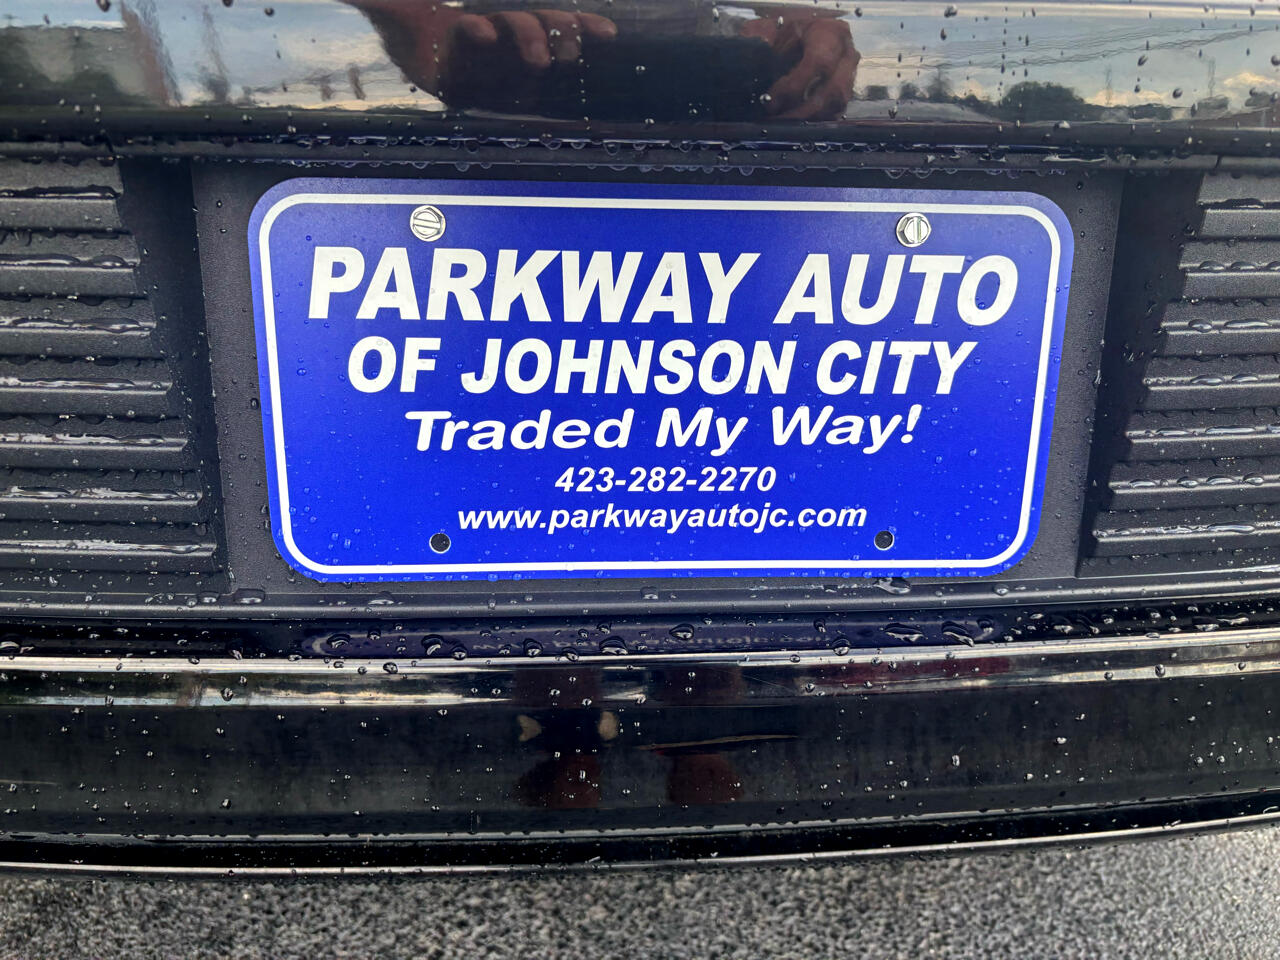 PARKWAY AUTO
OF JOHNSON CITY
Traded My Way!
423-282-2270
www.parkwayautojc.com